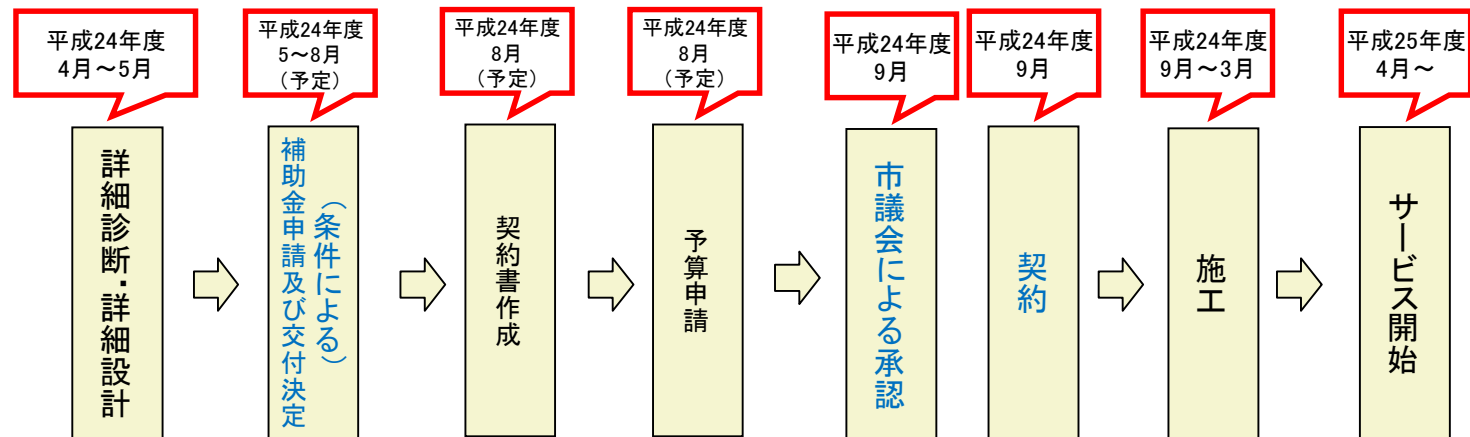 平成24年度
4月～5月
平成24年度
5～8月
（予定）
平成24年度
8月
（予定）
平成24年度
8月
（予定）
平成24年度
9月
平成24年度
9月
平成24年度
9月～3月
平成25年度
4月～
詳細診断・詳細設計
（条件による）
補助金申請及び交付決定
契約書作成
予算申請
市議会による承認
契約
施工
サービス開始